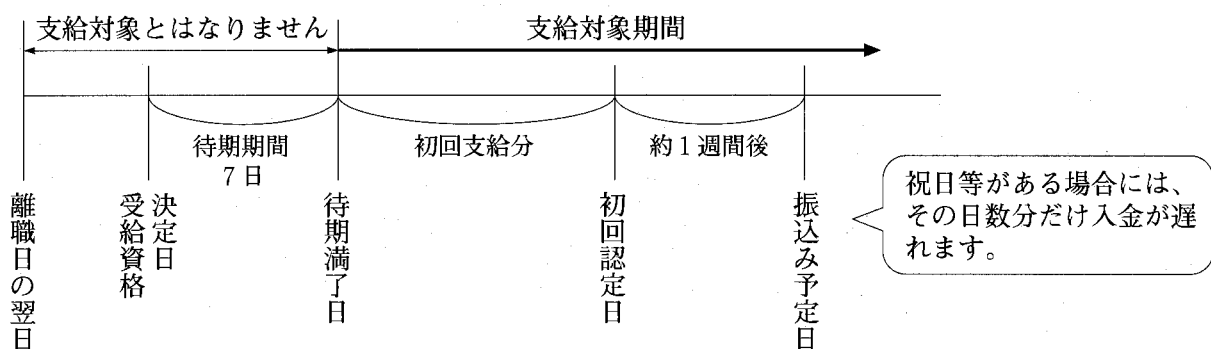 支給対象とはなりません
支給対象期間
待期期間
7日
初回支給分
約1週間後
離職日の翌日
受給資格
決定日
待期満了日
初回認定日
振込み予定日
祝日等がある場合には、
その日数分だけ入金が遅
れます。